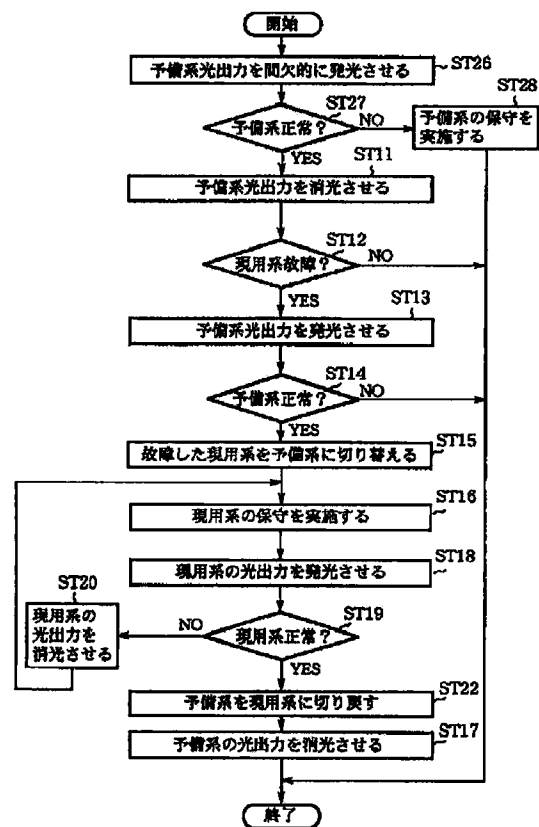 開始
予備系光出力を間欠的に発光させる
ST26
ST27
予備系正常?
NO
ST28
予備系の保守を
実施する
YES
ST11
予備系光出力を消光させる
ST12
現用系故障?
NO
YES
ST13
予備系光出力を発光させる
ST14
予備系正常?
NO
YES
ST15
故障した現用系を予備系に切り替える
ST16
現用系の保守を実施する
ST18
現用系の光出力を発光させる
ST20
現用系の
光出力を
消光させる
NO
ST19
現用系正常?
YES
ST22
予備系を現用系に切り戻す
ST17
予備系の光出力を消光させる
終了